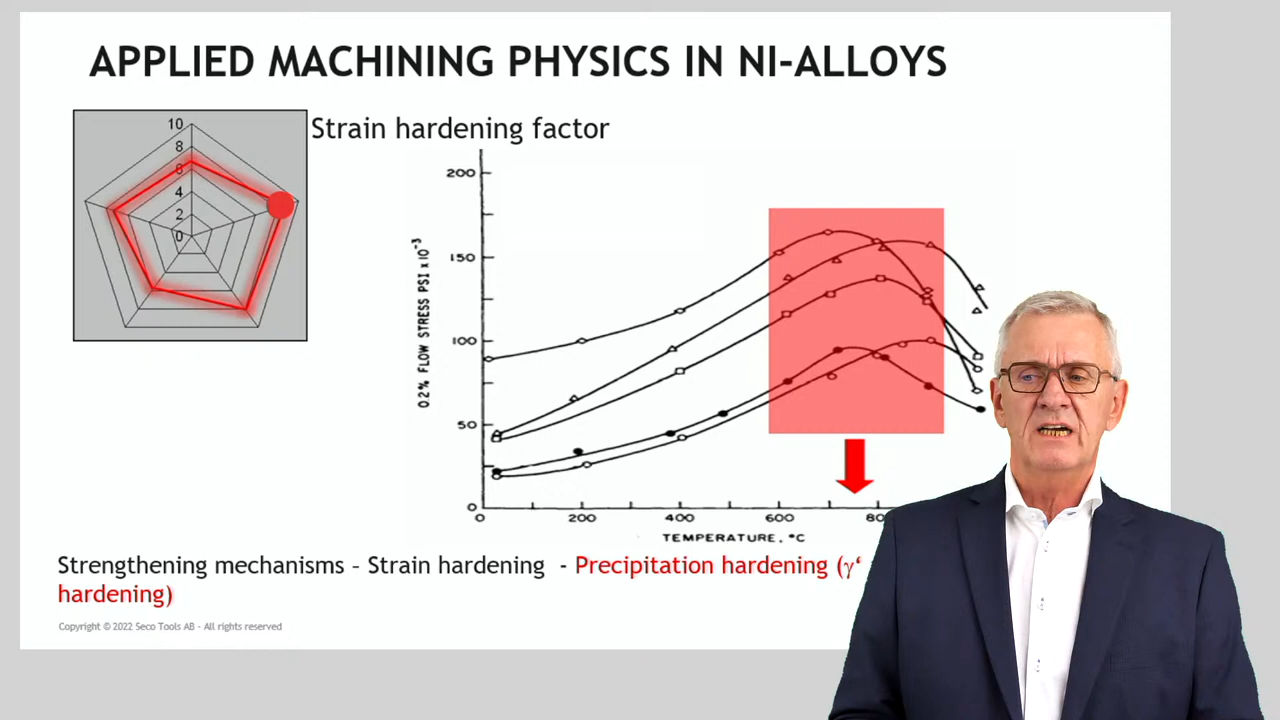 APPLIED MACHINING PHYSICS IN NI-ALLOYS
10
8
6
4
2
0
Strain hardening factor
200
150
100
50
0
0.2% FLOW STRESS PSI x 10⁻³
0 200 400 600
TEMPERATURE, °C
Strengthening mechanisms – Strain hardening - Precipitation hardening (γ‘
hardening)
Copyright © 2022 Seco Tools AB - All rights reserved